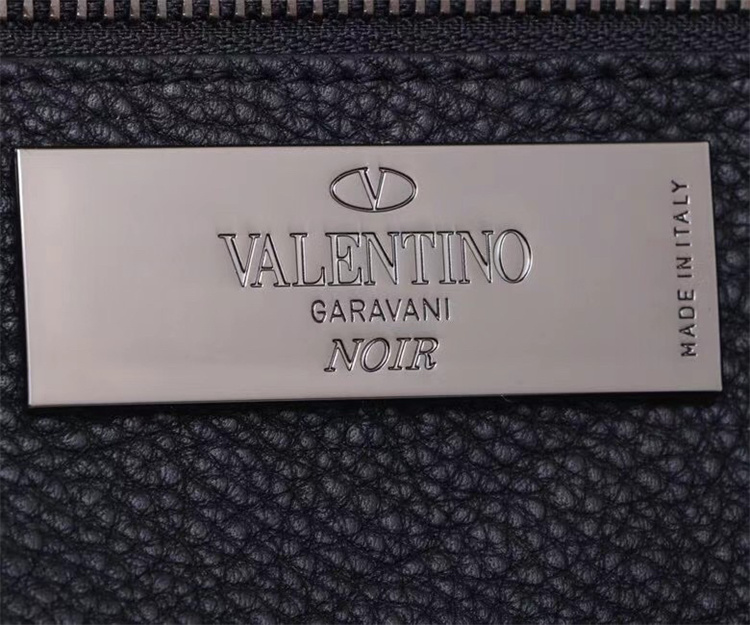 V
VALENTINO
GARAVANI
NOIR
MADE IN ITALY